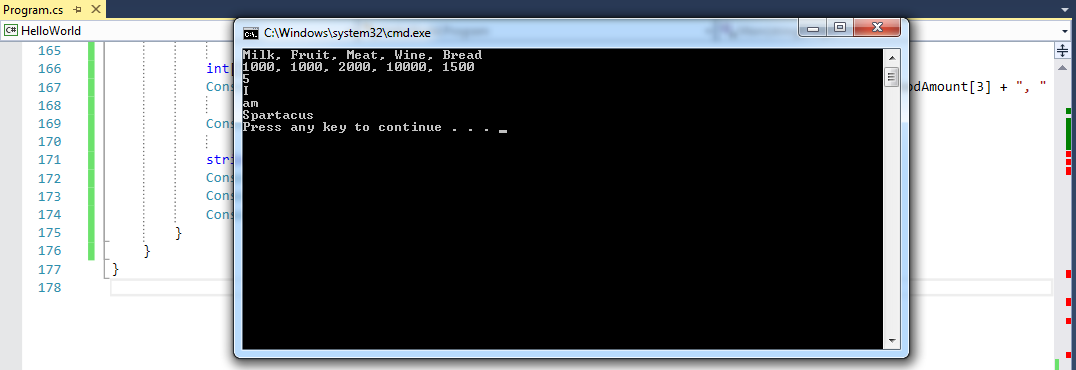 Program.cs
C:\Windows\system32\cmd.exe
C# HelloWorld
Milk, Fruit, Meat, Wine, Bread
1000, 1000, 2000, 10000, 1500
5
I
am
Spartacus
Press any key to continue . . . _
165
166 int
167 Cons odAmount[3] + ", "
168
169 Cons
170
171 stri
172 Cons
173 Cons
174 Cons
175 }
176 }
177 }
178